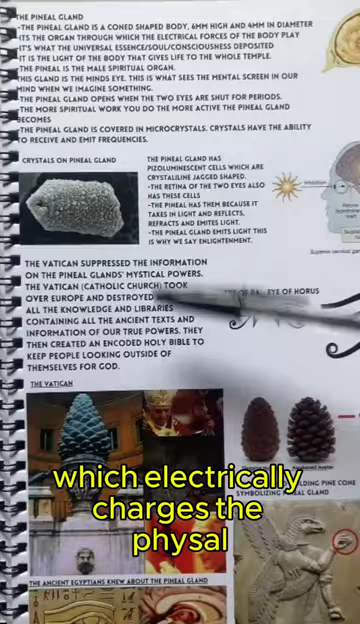 THE PINEAL GLAND
-THE PINEAL GLAND IS A CONED SHAPED BODY, 6MM HIGH AND 4MM IN DIAMETER
ITS THE ORGAN THROUGH WHICH THE ELECTRICAL FORCES OF THE BODY PLAY
IT'S WHAT THE UNIVERSAL ESSENCE/SOUL/CONSCIOUSNESS DEPOSITED
IT IS THE LIGHT OF THE BODY THAT GIVES LIFE TO THE WHOLE TEMPLE.
-THE PINEAL IS THE MALE SPIRITUAL ORGAN.
THIS GLAND IS THE MINDS EYE. THIS IS WHAT SEES THE MENTAL SCREEN IN OUR
MIND WHEN WE IMAGINE SOMETHING.
-THE PINEAL GLAND OPENS WHEN THE TWO EYES ARE SHUT FOR PERIODS.
-THE MORE SPIRITUAL WORK YOU DO THE MORE ACTIVE THE PINEAL GLAND
BECOMES
-THE PINEAL GLAND IS COVERED IN MICROCRYSTALS. CRYSTALS HAVE THE ABILITY
TO RECEIVE AND EMIT FREQUENCIES.
CRYSTALS ON PINEAL GLAND
THE PINEAL GLAND HAS
PIZOLUMINESCENT CELLS WHICH ARE
CRYSTALLINE JAGGED SHAPED.
-THE RETINA OF THE TWO EYES ALSO
HAS THESE CELLS
-THE PINEAL HAS THEM BECAUSE IT
TAKES IN LIGHT AND REFLECTS,
REFRACTS AND EMITES LIGHT.
-THE PINEAL GLAND EMITS LIGHT THIS
IS WHY WE SAY ENLIGHTENMENT.
Inhibition
Superior cervical
THE VATICAN SUPPRESSED THE INFORMATION
ON THE PINEAL GLANDS' MYSTICAL POWERS.
THE VATICAN (CATHOLIC CHURCH) TOOK
OVER EUROPE AND DESTROYED
ALL THE KNOWLEDGE AND LIBRARIES
CONTAINING ALL THE ANCIENT TEXTS AND
INFORMATION OF OUR TRUE POWERS. THEY
THEN CREATED AN ENCODED HOLY BIBLE TO
KEEP PEOPLE LOOKING OUTSIDE OF
THEMSELVES FOR GOD.
EYE OF HORUS
THE VATICAN
PINE CONE
SYMBOLIZING PINEAL GLAND
which electrically
charges the
physal
THE ANCIENT EGYPTIANS KNEW ABOUT THE PINEAL GLAND